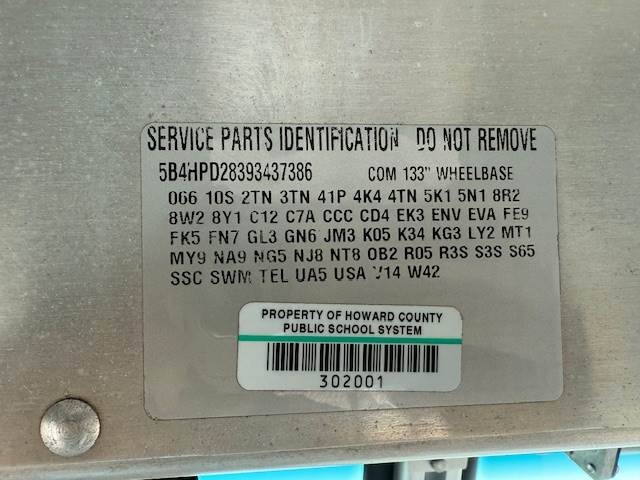 SERVICE PARTS IDENTIFICATION DO NOT REMOVE
5B4HPD28393437386 COM 133" WHEELBASE
066 10S 2TN 3TN 41P 4K4 4TN 5K1 5N1 8R2
8W2 8Y1 C12 C7A CCC CD4 EK3 ENV EVA FE9
FK5 FN7 GL3 GN6 JM3 K05 K34 KG3 LY2 MT1
MY9 NA9 NG5 NJ8 NT8 OB2 R05 R3S S3S S65
SSC SWM TEL UA5 USA V14 W42
PROPERTY OF HOWARD COUNTY
PUBLIC SCHOOL SYSTEM
302001